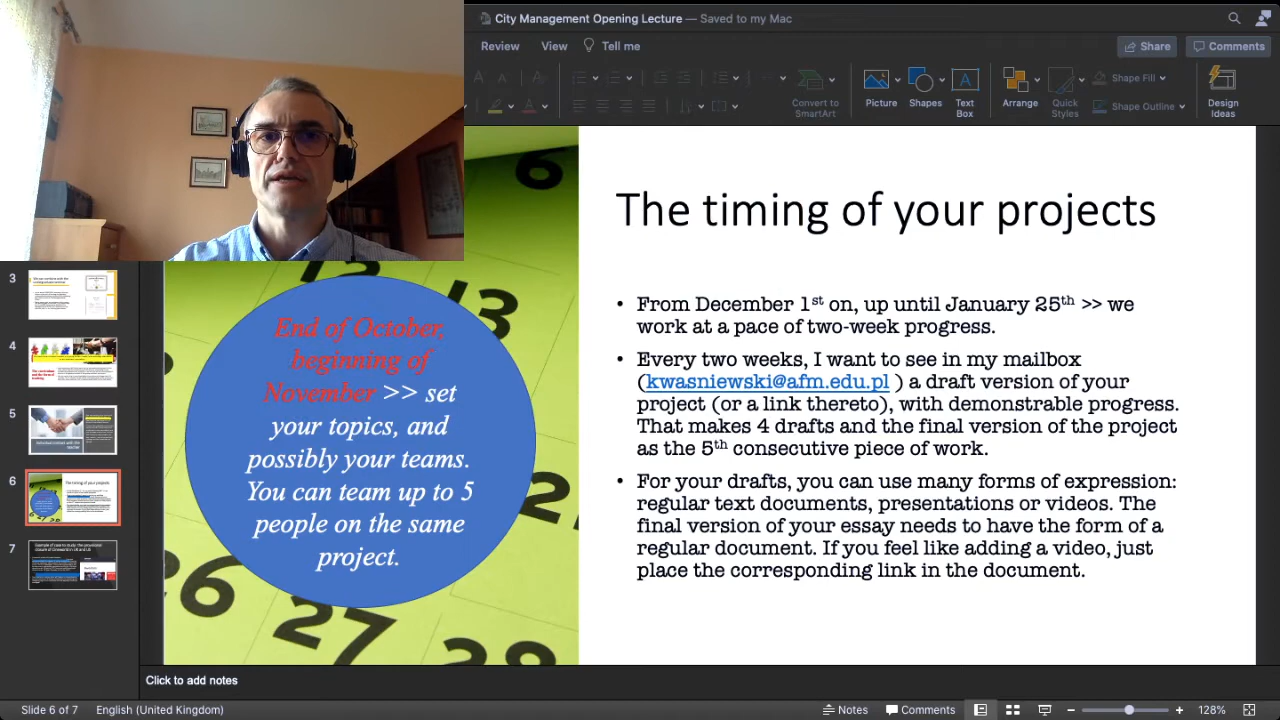 City Management Opening Lecture — Saved to my Mac
Review View Tell me Share Comments
Convert to SmartArt
Picture Shapes Text Box Arrange Quick Styles Shape Fill Shape Outline Design Ideas
3
4
5
6
7
6
12
13
26
27
28
End of October,
beginning of
November >> set
your topics, and
possibly your teams.
You can team up to 5
people on the same
project.
The timing of your projects
• From December 1st on, up until January 25th >> we
work at a pace of two-week progress.
• Every two weeks, I want to see in my mailbox
(kwasniewski@afm.edu.pl ) a draft version of your
project (or a link thereto), with demonstrable progress.
That makes 4 drafts and the final version of the project
as the 5th consecutive piece of work.
• For your drafts, you can use many forms of expression:
regular text documents, presentations or videos. The
final version of your essay needs to have the form of a
regular document. If you feel like adding a video, just
place the corresponding link in the document.
Click to add notes
Slide 6 of 7 English (United Kingdom) Notes Comments 128%